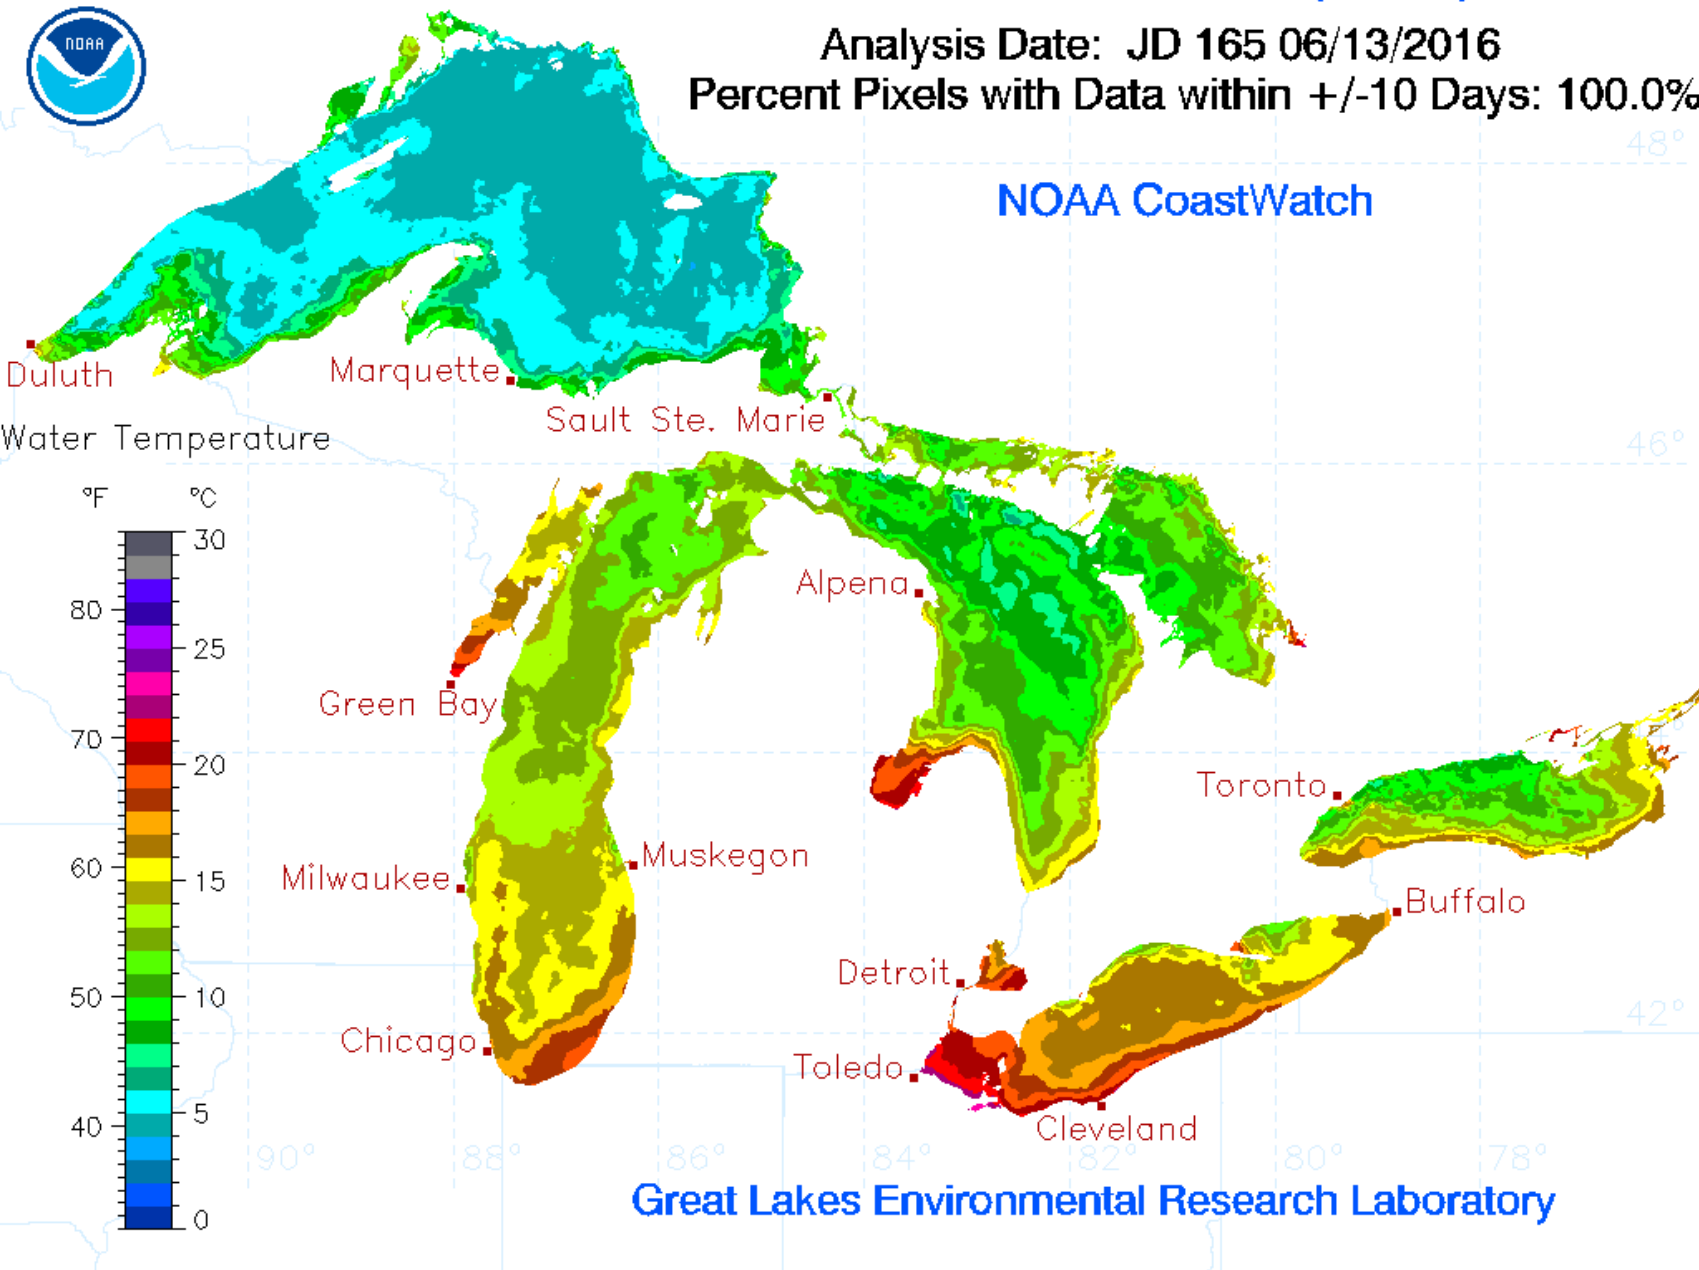 NOAA
Analysis Date: JD 165 06/13/2016
Percent Pixels with Data within +/-10 Days: 100.0%
48°
NOAA CoastWatch
Duluth
Marquette
Sault Ste. Marie
Water Temperature
46°
°F °C
30
80
25
70
20
60
15
50
10
40
5
0
Alpena
Green Bay
Toronto
Muskegon
Milwaukee
Buffalo
Detroit
42°
Chicago
Toledo
Cleveland
90° 88° 86° 84° 82° 80° 78°
Great Lakes Environmental Research Laboratory